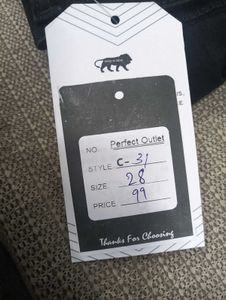 NO. Perfect Outlet
STYLE C-31
SIZE. 28
PRICE 99
Thanks For Choosing